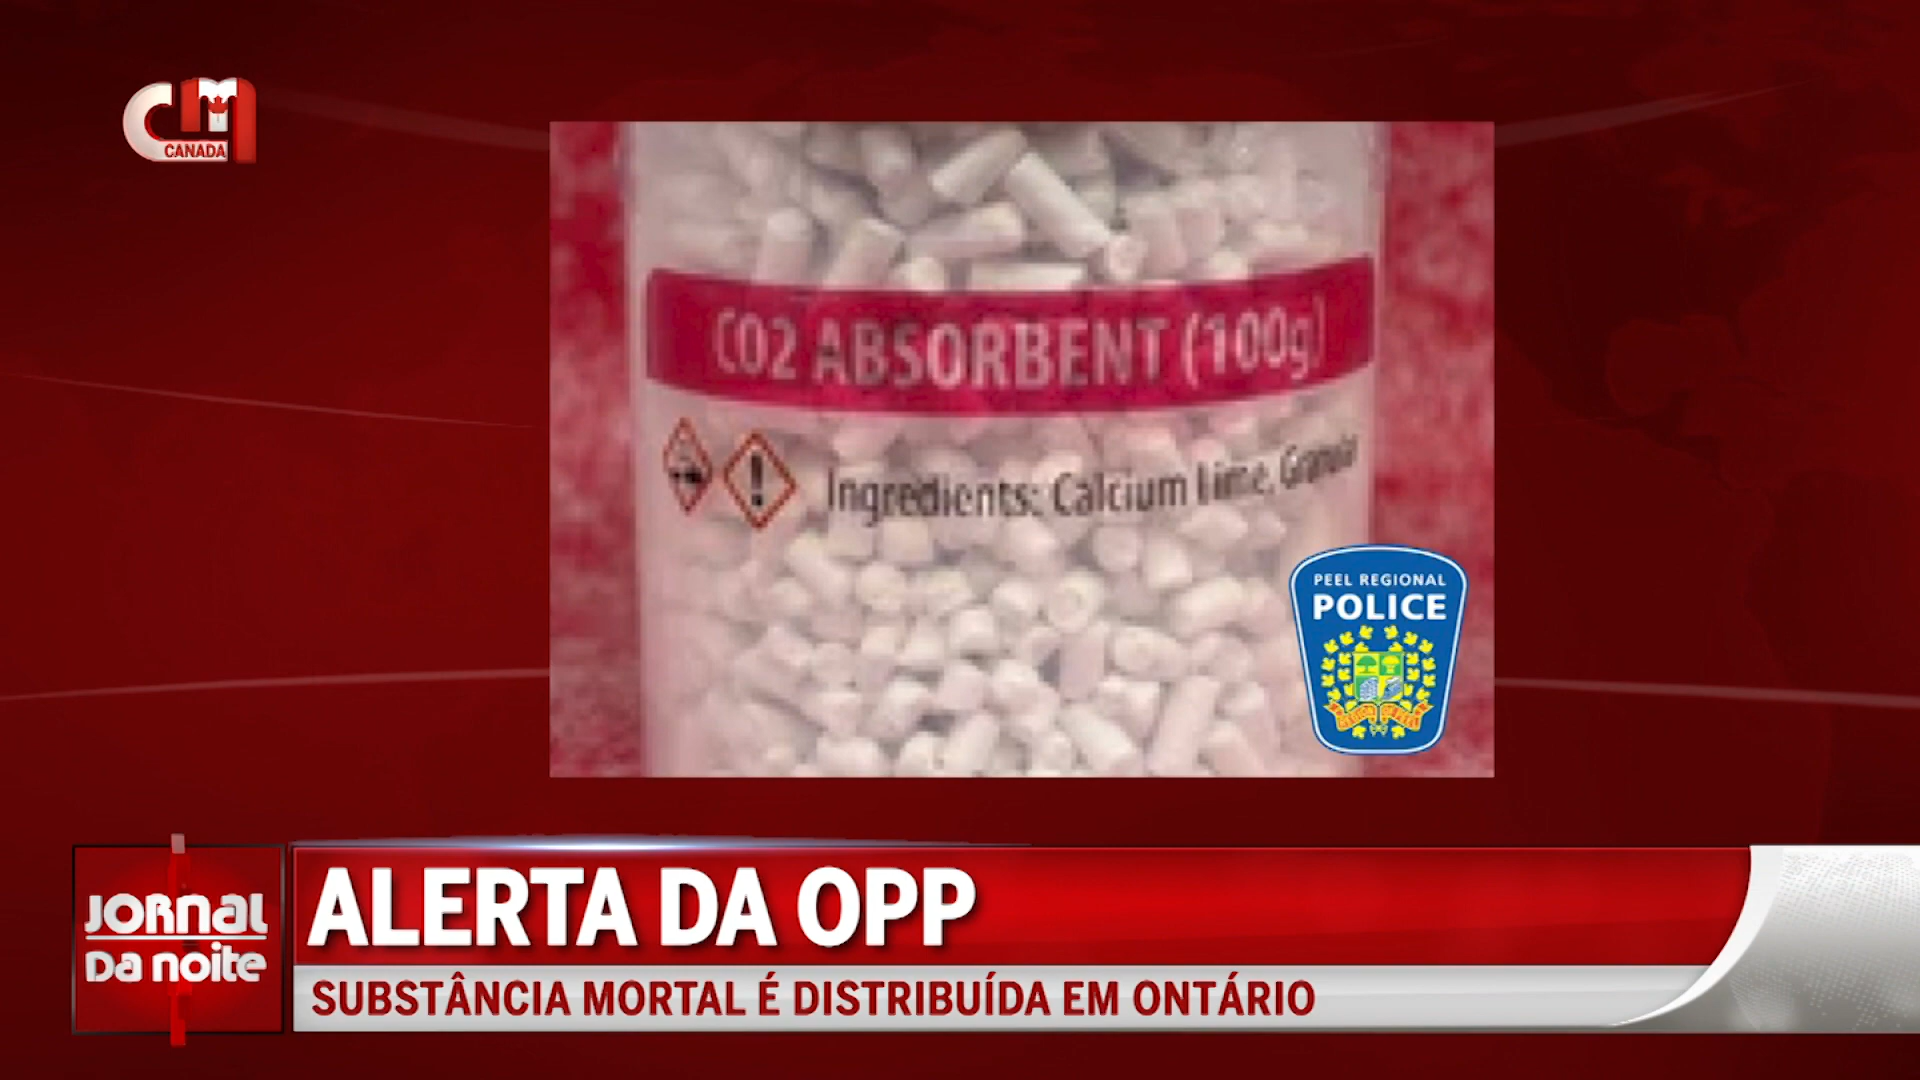 CM
CANADA
CO2 ABSORBENT (100g)
Ingredients: Calcium Lime,
PEEL REGIONAL
POLICE
JORNAL
DA NOITE
ALERTA DA OPP
SUBSTÂNCIA MORTAL É DISTRIBUÍDA EM ONTÁRIO